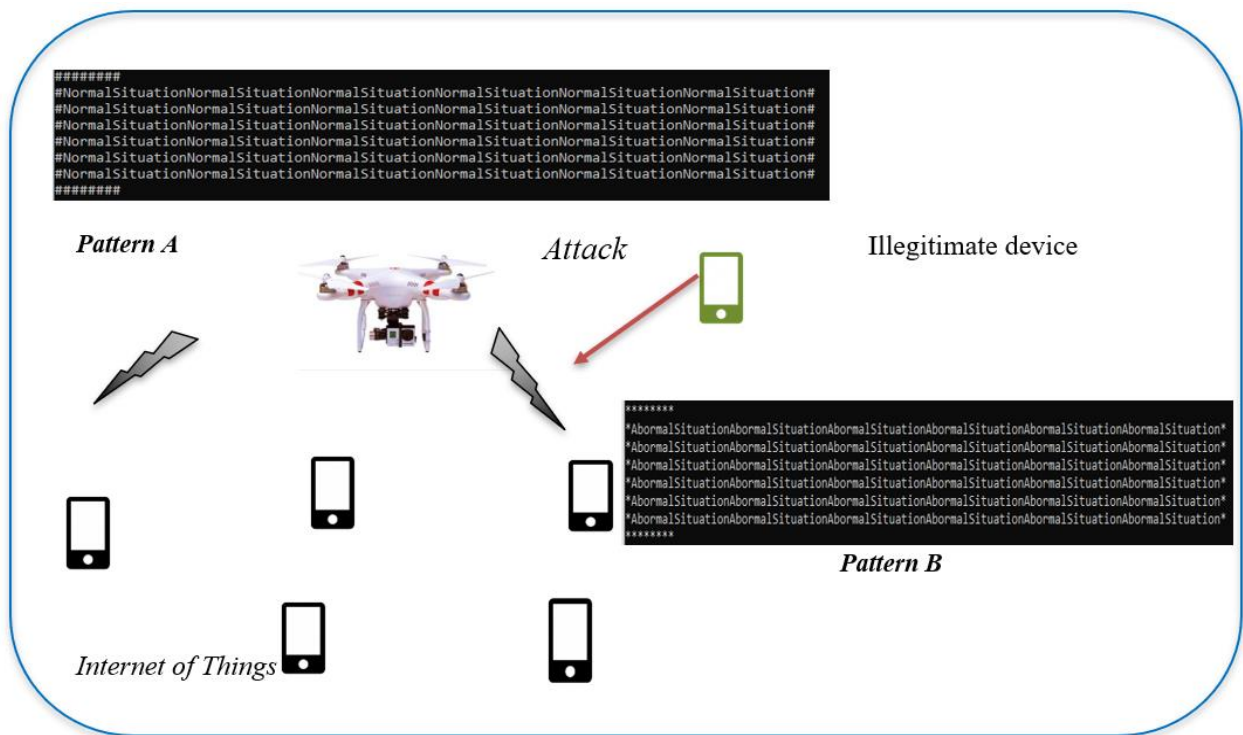 ########
#NormalSituationNormalSituationNormalSituationNormalSituationNormalSituationNormalSituation#
#NormalSituationNormalSituationNormalSituationNormalSituationNormalSituationNormalSituation#
#NormalSituationNormalSituationNormalSituationNormalSituationNormalSituationNormalSituation#
#NormalSituationNormalSituationNormalSituationNormalSituationNormalSituationNormalSituation#
#NormalSituationNormalSituationNormalSituationNormalSituationNormalSituationNormalSituation#
#NormalSituationNormalSituationNormalSituationNormalSituationNormalSituationNormalSituation#
########
Pattern A
Attack
Illegitimate device
********
*AbormalSituationAbormalSituationAbormalSituationAbormalSituationAbormalSituationAbormalSituation*
*AbormalSituationAbormalSituationAbormalSituationAbormalSituationAbormalSituationAbormalSituation*
*AbormalSituationAbormalSituationAbormalSituationAbormalSituationAbormalSituationAbormalSituation*
*AbormalSituationAbormalSituationAbormalSituationAbormalSituationAbormalSituationAbormalSituation*
*AbormalSituationAbormalSituationAbormalSituationAbormalSituationAbormalSituationAbormalSituation*
*AbormalSituationAbormalSituationAbormalSituationAbormalSituationAbormalSituationAbormalSituation*
********
Pattern B
Internet of Things